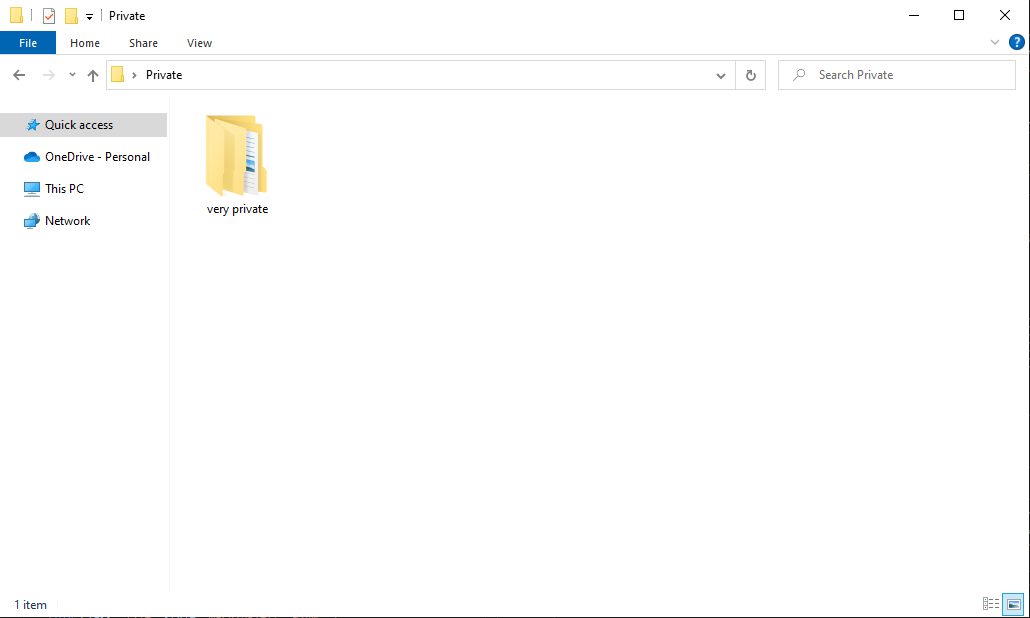 Private
File Home Share View
?
Private
Search Private
Quick access
OneDrive - Personal
This PC
Network
very private
1 item